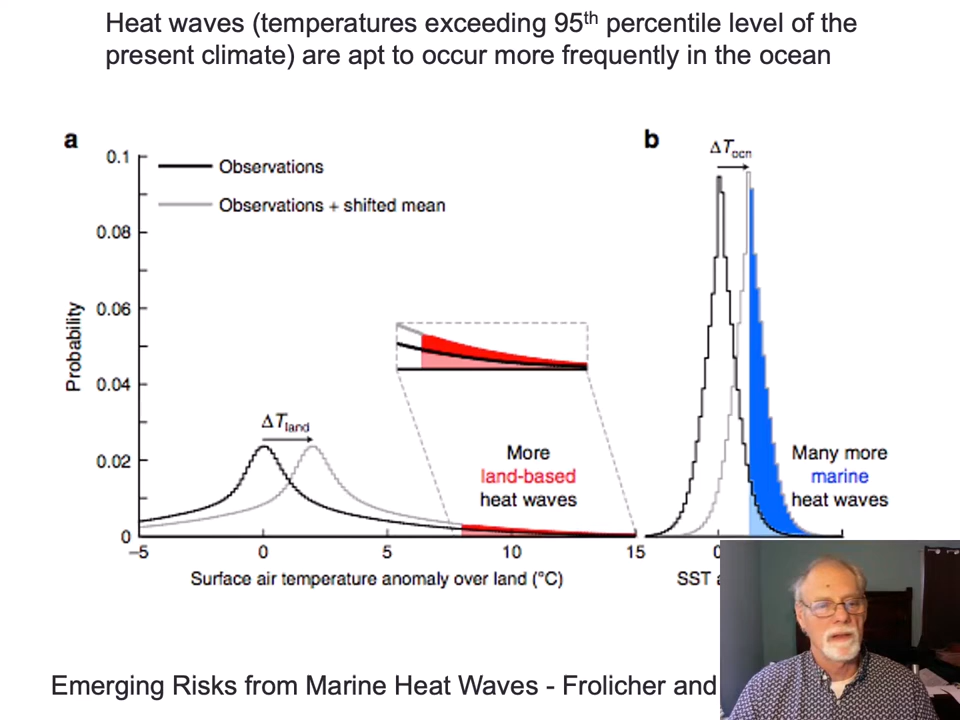 Heat waves (temperatures exceeding 95th percentile level of the
present climate) are apt to occur more frequently in the ocean
a
b
ΔTocn
0.1
Observations
Observations + shifted mean
0.08
0.06
0.04
0.02
0
Probability
ΔTland
More
land-based
heat waves
Many more
marine
heat waves
–5
0
5
10
15
0
Surface air temperature anomaly over land (°C)
SST
Emerging Risks from Marine Heat Waves - Frolicher and